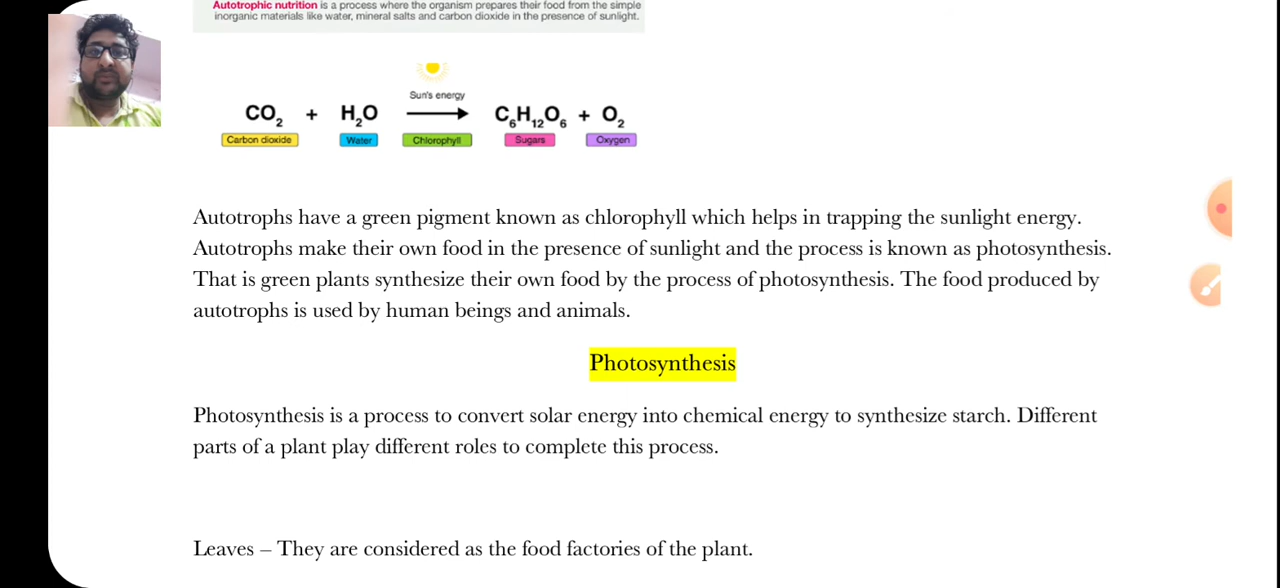 Autotrophic nutrition is a process where the organism prepares their food from the simple
inorganic materials like water, mineral salts and carbon dioxide in the presence of sunlight.
Sun's energy
CO₂ + H₂O → C₆H₁₂O₆ + O₂
Carbon dioxide Water Chlorophyll Sugars Oxygen
Autotrophs have a green pigment known as chlorophyll which helps in trapping the sunlight energy.
Autotrophs make their own food in the presence of sunlight and the process is known as photosynthesis.
That is green plants synthesize their own food by the process of photosynthesis. The food produced by
autotrophs is used by human beings and animals.
Photosynthesis
Photosynthesis is a process to convert solar energy into chemical energy to synthesize starch. Different
parts of a plant play different roles to complete this process.
Leaves – They are considered as the food factories of the plant.